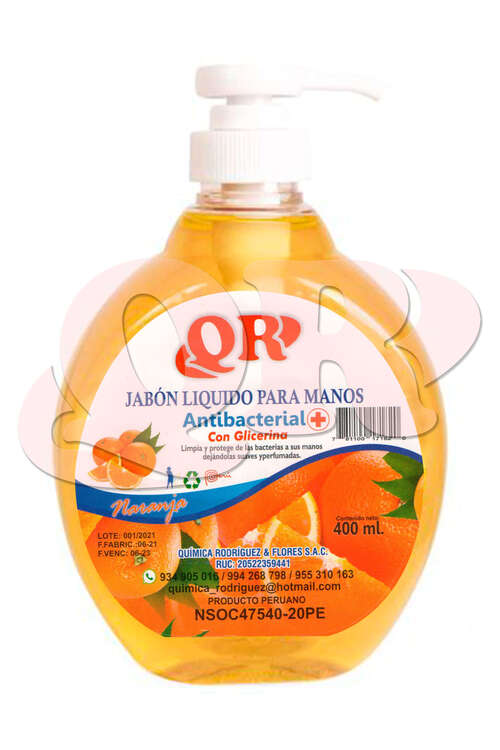 QR
JABÓN LIQUIDO PARA MANOS
Antibacterial
Con Glicerina
Limpia y protege de las bacterias a sus manos
dejándolas suaves yperfumadas.
Naranja
LOTE: 001/2021
F.FABRIC.:06-21
F.VENC: 06-23
Contenido neto
400 ml.
QUIMICA RODRIGUEZ & FLORES S.A.C.
RUC: 20522359441
934 905 016 / 994 268 798 / 955 310 163
quimica_rodriguez@hotmail.com
PRODUCTO PERUANO
NSOC47540-20PE
QR